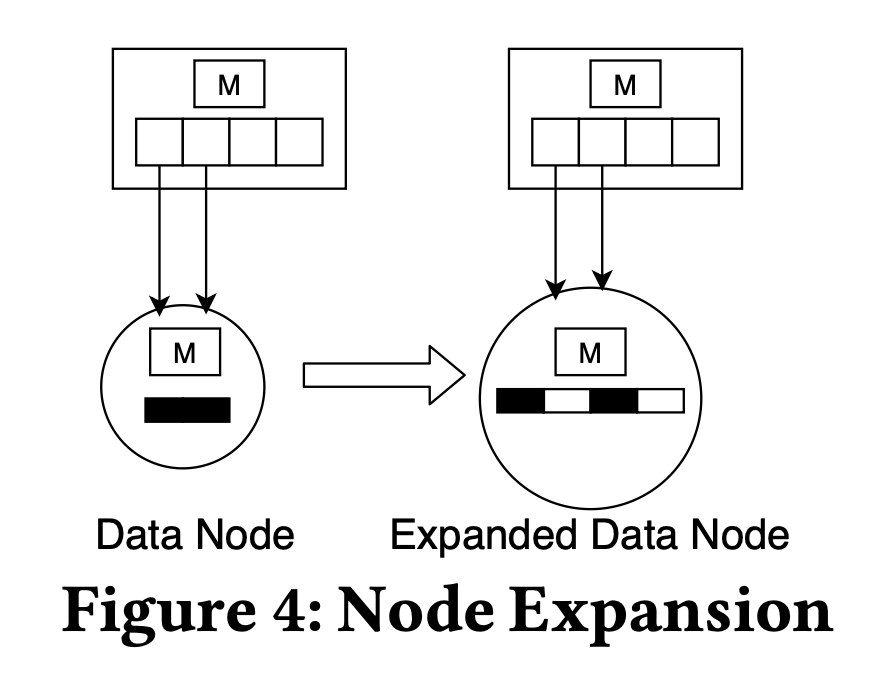 M M
M M
Data Node Expanded Data Node
Figure 4: Node Expansion